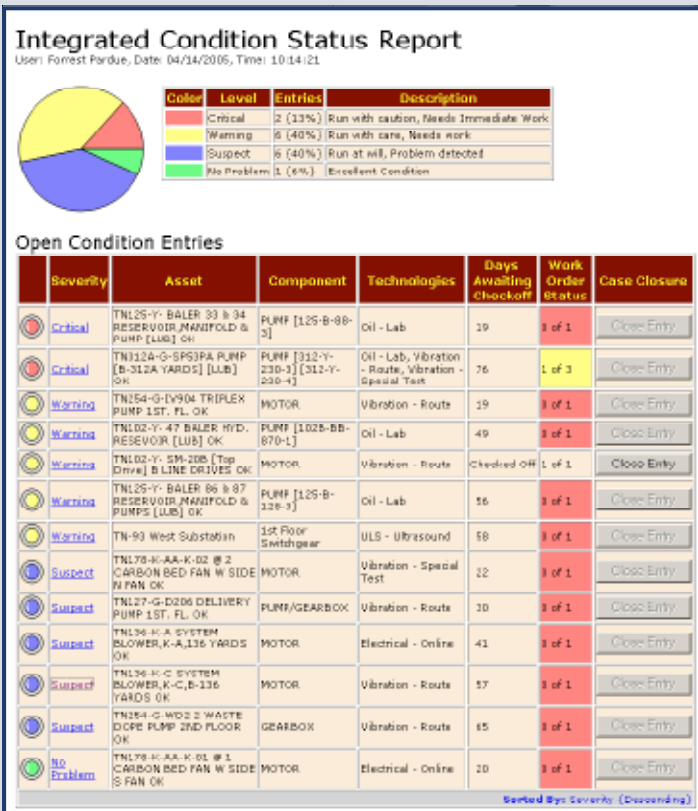 Integrated Condition Status Report
User: Forrest Pardue, Date: 04/14/2005, Time: 10:14:21
Color Level Entries Description
Critical 2 (13%) Run with caution, Needs Immediate Work
Warning 6 (40%) Run with care, Needs work
Suspect 6 (40%) Run at will, Problem detected
No Problem 1 (6%) Excellent Condition
Open Condition Entries
Severity Asset Component Technologies Days Awaiting Checkoff Work Order Status Case Closure
Critical TN125-Y- BALER 33 & 34 RESERVOIR,MANIFOLD & PUMP [LUB] OK PUMP [125-B-88-3] Oil - Lab 19 of 1 Close Entry
Critical TN312A-G-SP53PA PUMP [B-312A YARDS] [LUB] OK PUMP [312-Y-230-3] [312-Y-230-4] Oil - Lab, Vibration - Route, Vibration - Special Test 76 1 of 3 Close Entry
Warning TN254-G-IV904 TRIPLEX PUMP 1ST. FL. OK MOTOR Vibration - Route 19 of 1 Close Entry
Warning TN102-Y- 47 BALER HYD. RESEVOIR [LUB] OK PUMP [102B-BB-870-1] Oil - Lab 49 of 1 Close Entry
Warning TN102-Y- SM-20B [Top Drive] B LINE DRIVES OK MOTOR Vibration - Route Checked Off 1 of 1 Close Entry
Warning TN125-Y- BALER 86 & 87 RESERVOIR,MANIFOLD & PUMPS [LUB] OK PUMP [125-B-128-3] Oil - Lab 56 of 1 Close Entry
Warning TN-93 West Substation 1st Floor Switchgear ULS - Ultrasound 58 of 1 Close Entry
Suspect TN178-H-AA-K-02 @ 2 CARBON BED FAN W SIDE N FAN OK MOTOR Vibration - Special Test 22 of 1 Close Entry
Suspect TN127-G-D206 DELIVERY PUMP 1ST. FL. OK PUMP/GEARBOX Vibration - Route 30 of 1 Close Entry
Suspect TN136-H-A SYSTEM BLOWER,K-A,136 YARDS OK MOTOR Electrical - Online 41 of 1 Close Entry
Suspect TN136-H-C SYSTEM BLOWER,K-C,B-136 YARDS OK MOTOR Vibration - Route 57 of 1 Close Entry
Suspect TN254-G-WD2 2 WASTE DOPE PUMP 2ND FLOOR OK GEARBOX Vibration - Route 65 of 1 Close Entry
No Problem TN178-H-AA-K-01 @ 1 CARBON BED FAN W SIDE S FAN OK MOTOR Electrical - Online 20 of 1 Close Entry
Sorted By: Severity (Descending)